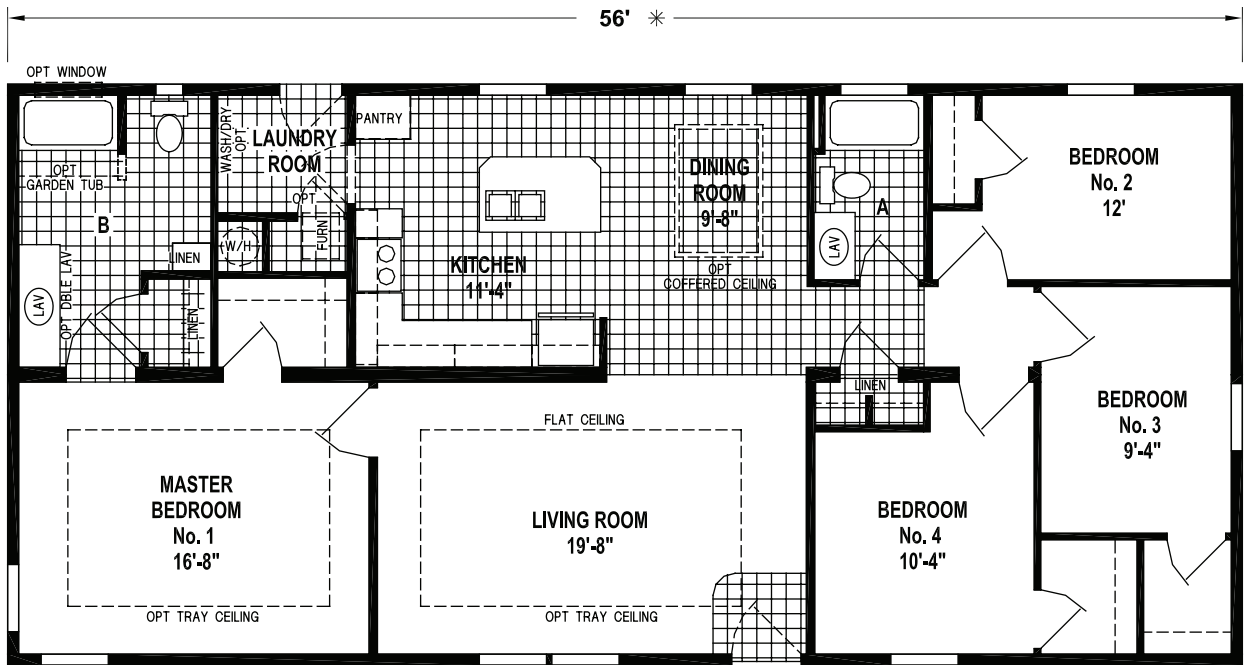 56' ✳
OPT WINDOW
OPT
GARDEN TUB
B
LAV
OPT DBLE LAV
LINEN
LINEN
WASH/DRY
OPT
LAUNDRY
ROOM
OPT
W/H
FURN
PANTRY
KITCHEN
11'-4"
DINING
ROOM
9'-8"
OPT
COFFERED CEILING
A
LAV
LINEN
BEDROOM
No. 2
12'
BEDROOM
No. 3
9'-4"
MASTER
BEDROOM
No. 1
16'-8"
OPT TRAY CEILING
FLAT CEILING
LIVING ROOM
19'-8"
OPT TRAY CEILING
BEDROOM
No. 4
10'-4"